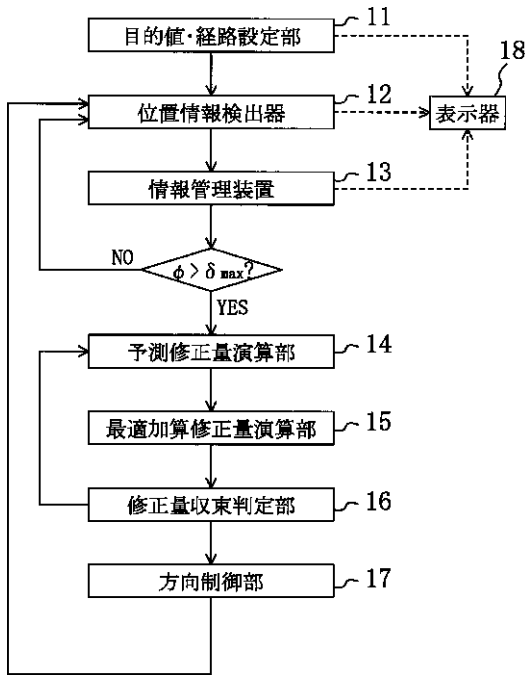 目的値・経路設定部
11
18
位置情報検出器
12
表示器
情報管理装置
13
NO
φ > δ max?
YES
予測修正量演算部
14
最適加算修正量演算部
15
修正量収束判定部
16
方向制御部
17